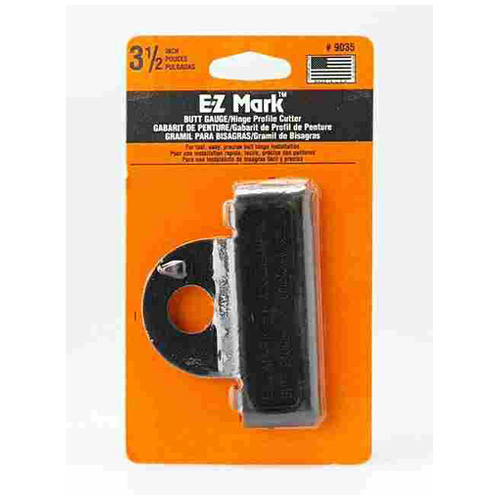 3 1/2 INCH
POUCES
PULGADAS
# 9035
E-Z Mark™
BUTT GAUGE/Hinge Profile Cutter
GABARIT DE PENTURE/Gabarit de Profil de Penture
GRAMIL PARA BISAGRAS/Gramil de Bisagras
For fast, easy, precise butt hinge installation
Pour une installation rapide, facile, précise des pentures
Para una instalación de bisagras fácil y precisa